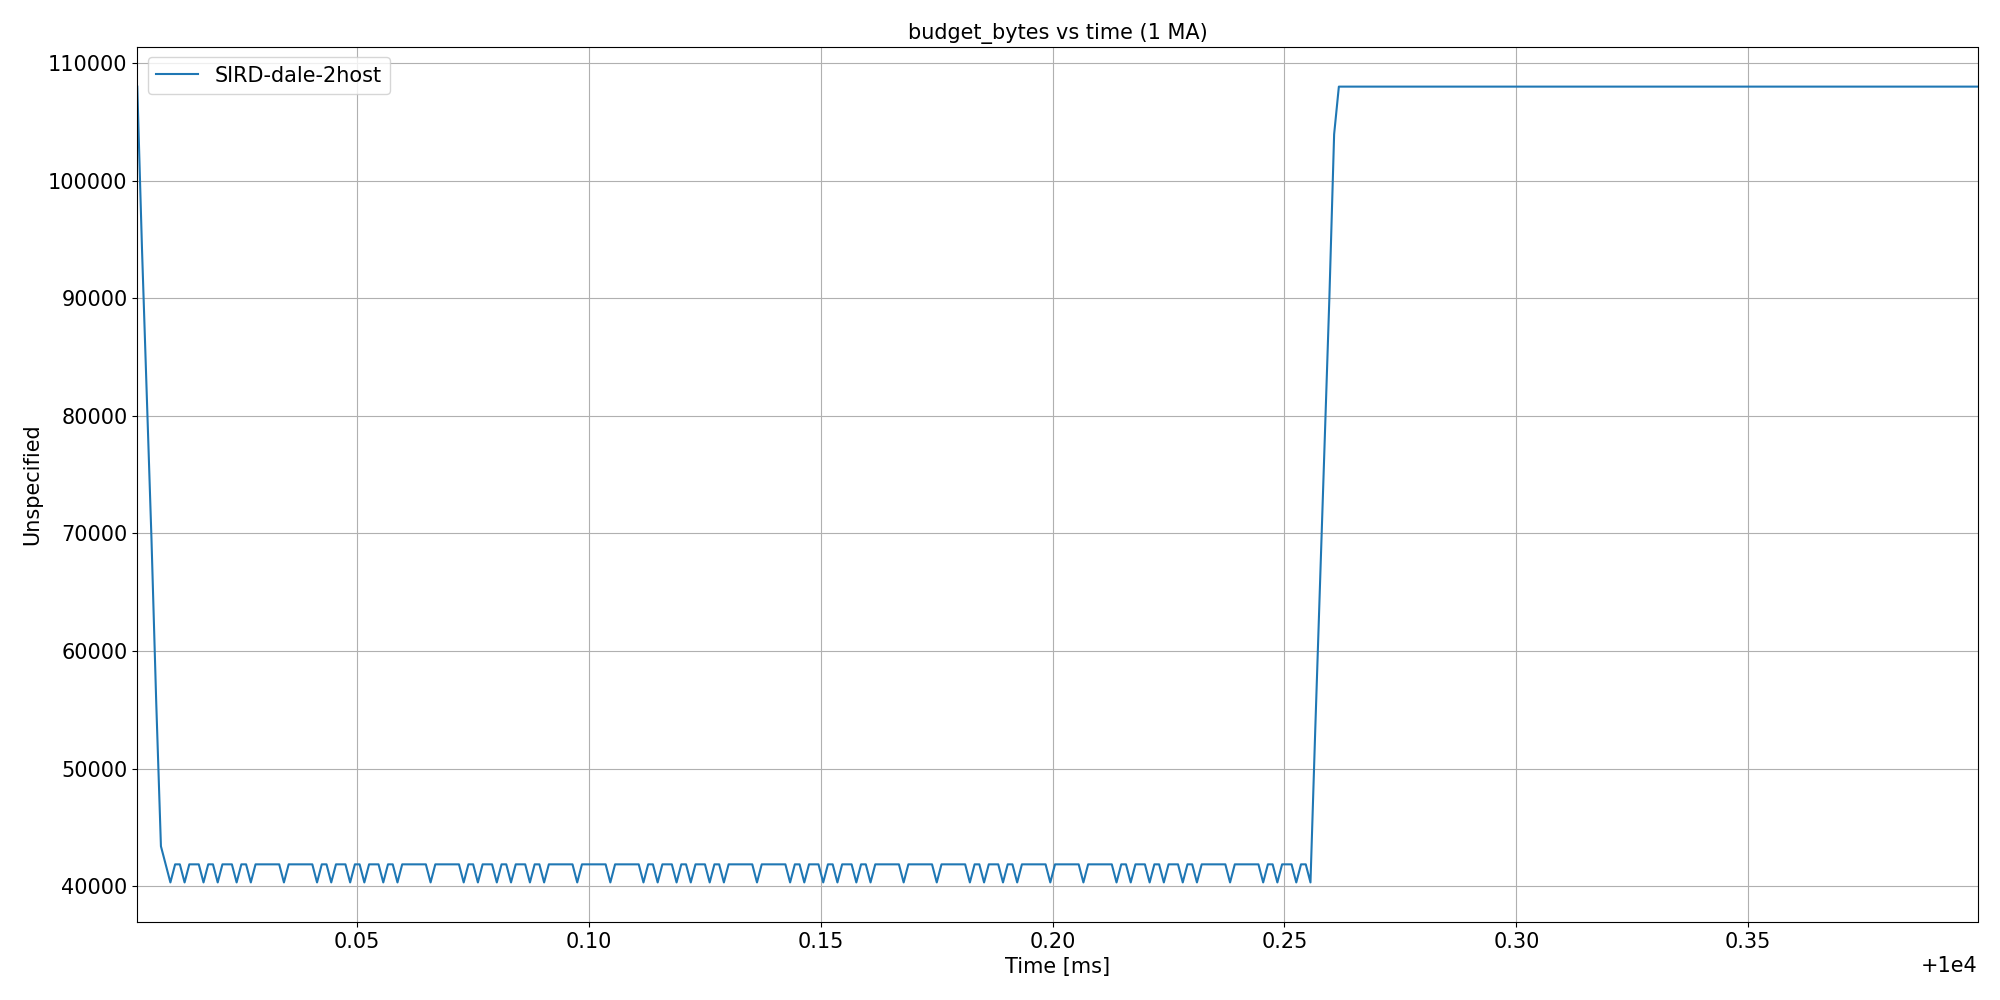 budget_bytes vs time (1 MA)
SIRD-dale-2host
110000
100000
90000
80000
70000
60000
50000
40000
Unspecified
0.05 0.10 0.15 0.20 0.25 0.30 0.35
Time [ms]
+1e4